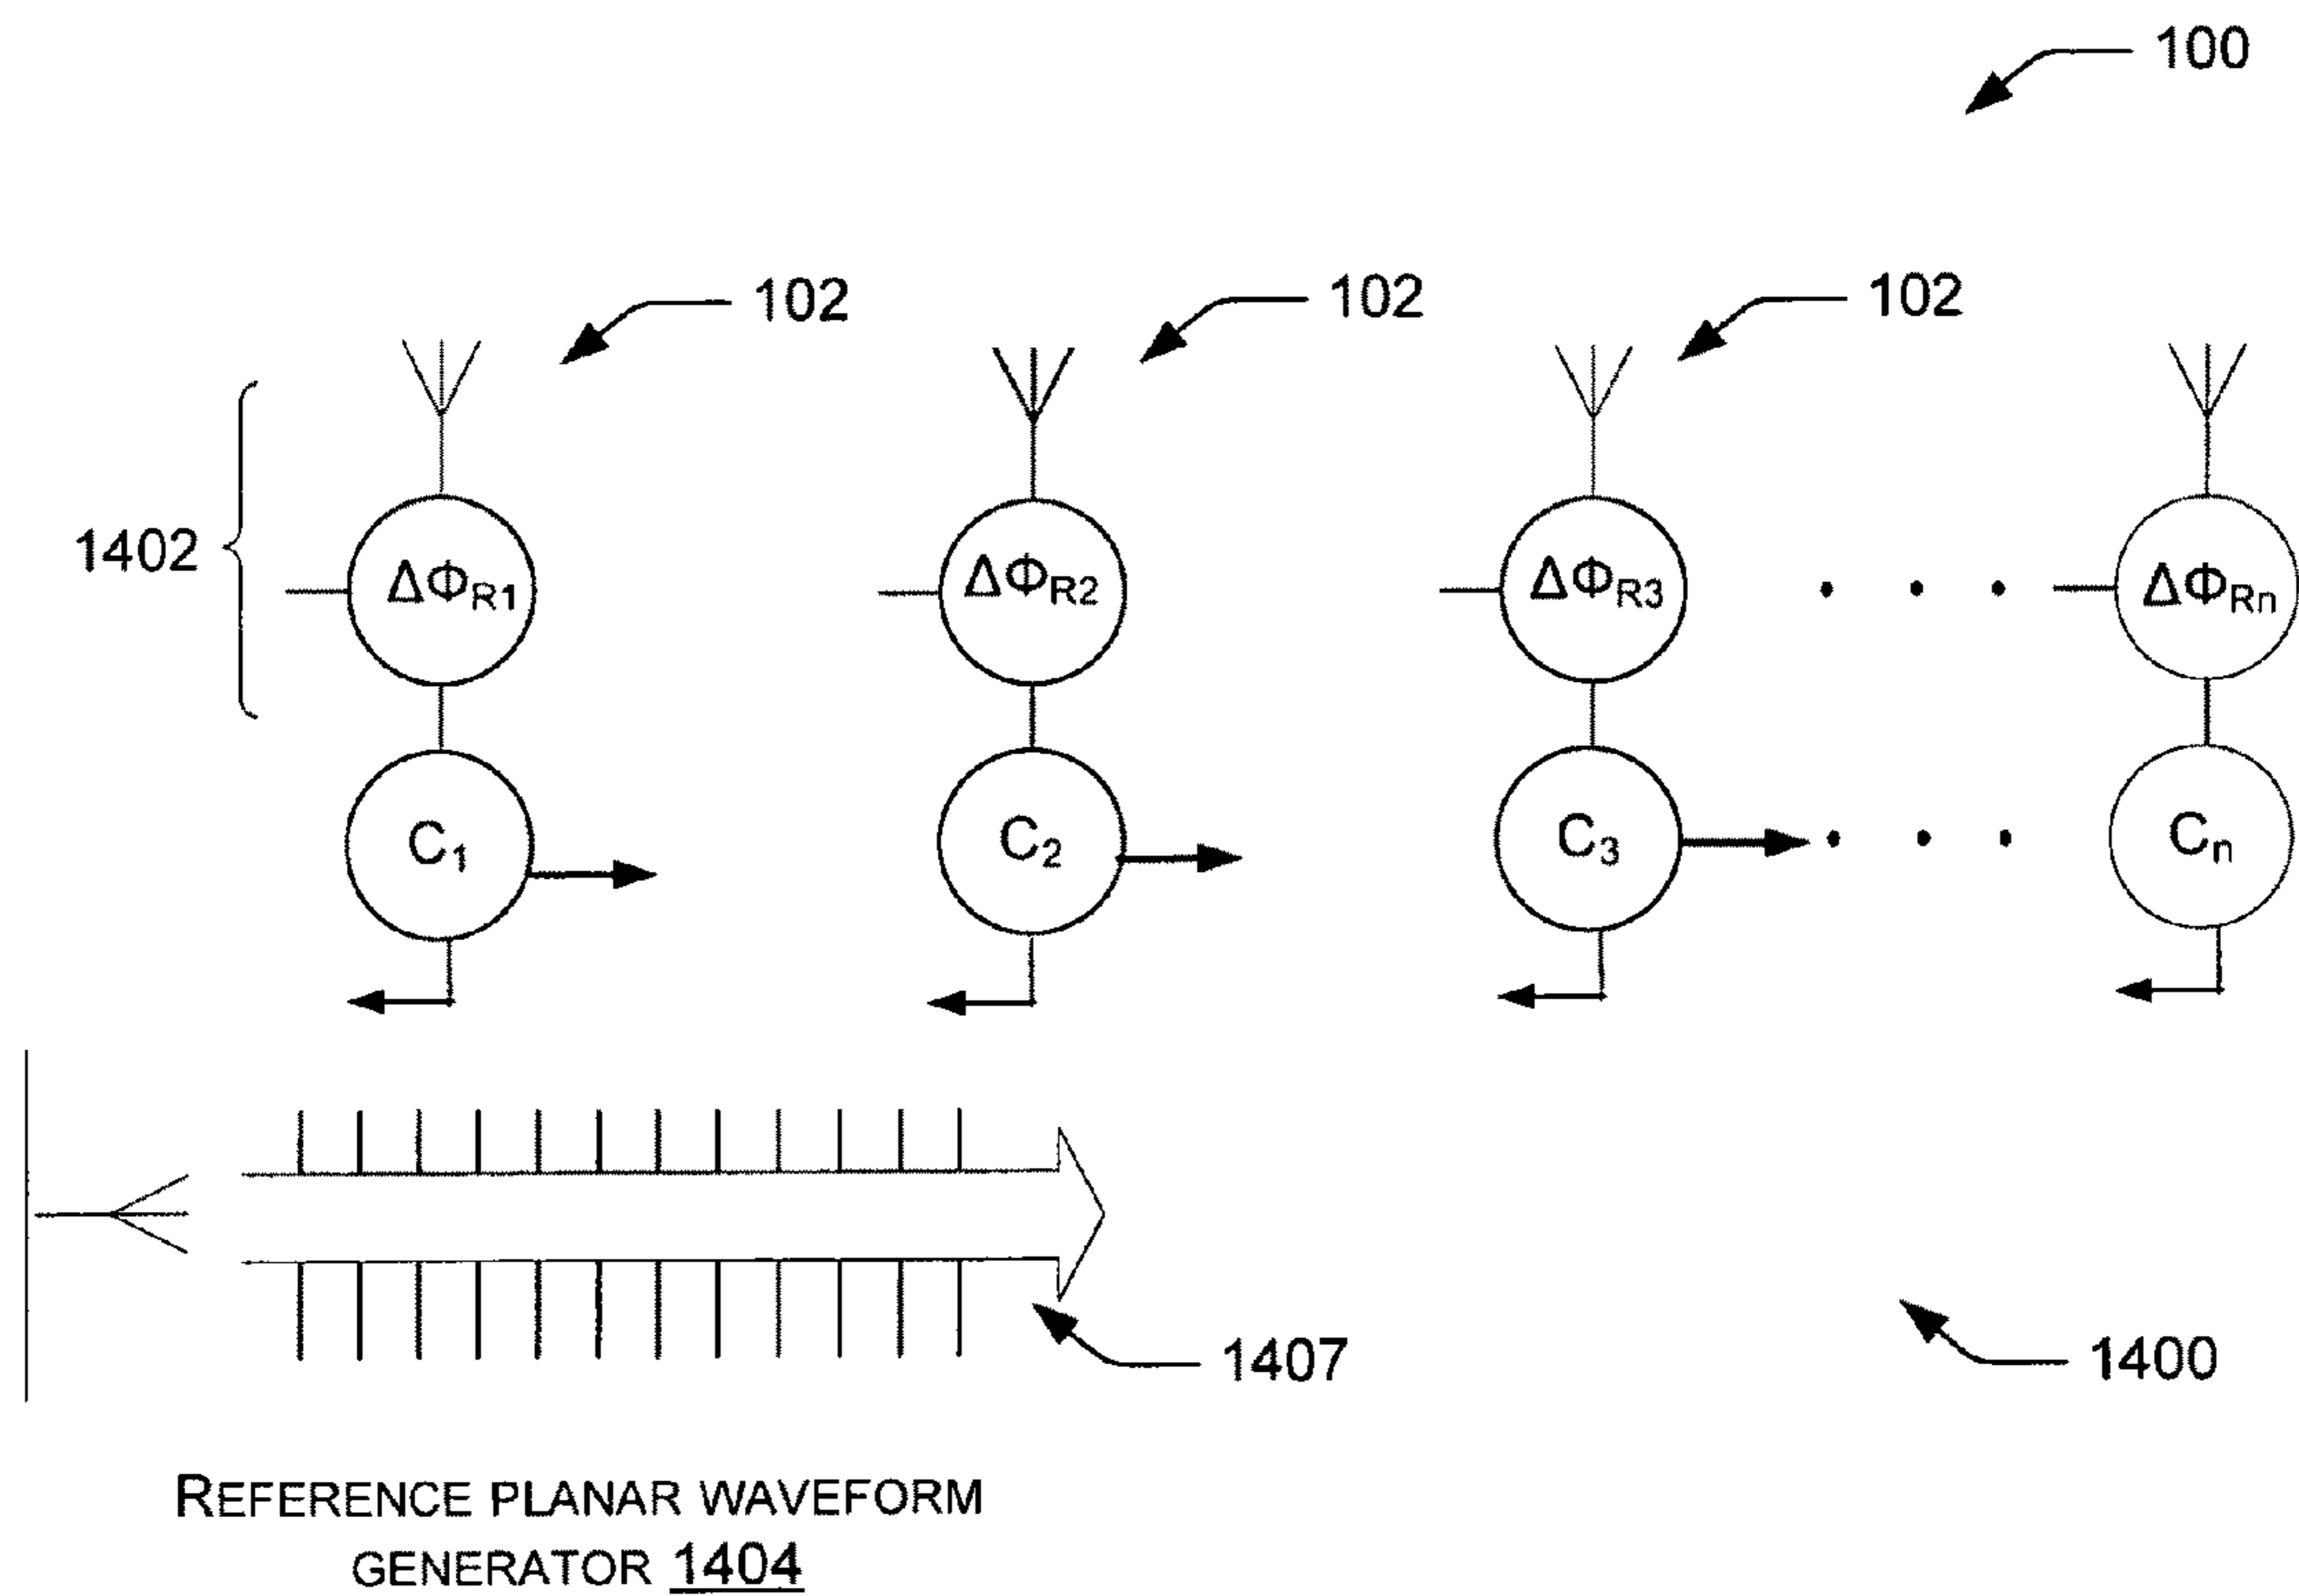 100
102
102
102
1402
ΔΦR1
ΔΦR2
ΔΦR3
• • •
ΔΦRn
C1
C2
C3
• • •
Cn
1407
1400
REFERENCE PLANAR WAVEFORM
GENERATOR 1404